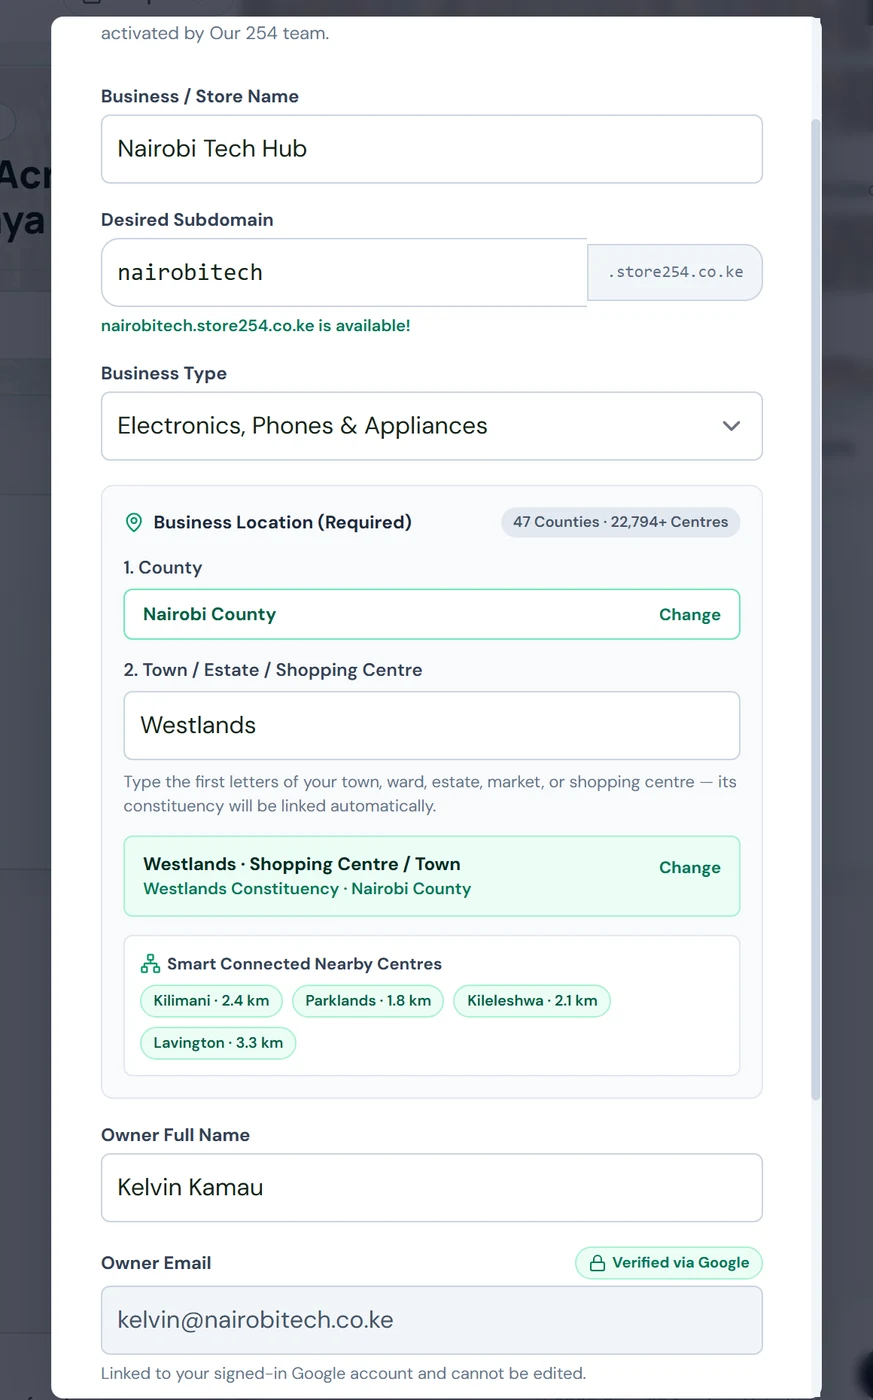 activated by Our 254 team.
Business / Store Name
Nairobi Tech Hub
Desired Subdomain
nairobitech
.store254.co.ke
nairobitech.store254.co.ke is available!
Business Type
Electronics, Phones & Appliances
Business Location (Required)
47 Counties · 22,794+ Centres
1. County
Nairobi County
Change
2. Town / Estate / Shopping Centre
Westlands
Type the first letters of your town, ward, estate, market, or shopping centre — its
constituency will be linked automatically.
Westlands · Shopping Centre / Town
Change
Westlands Constituency · Nairobi County
Smart Connected Nearby Centres
Kilimani · 2.4 km
Parklands · 1.8 km
Kileleshwa · 2.1 km
Lavington · 3.3 km
Owner Full Name
Kelvin Kamau
Owner Email
Verified via Google
kelvin@nairobitech.co.ke
Linked to your signed-in Google account and cannot be edited.